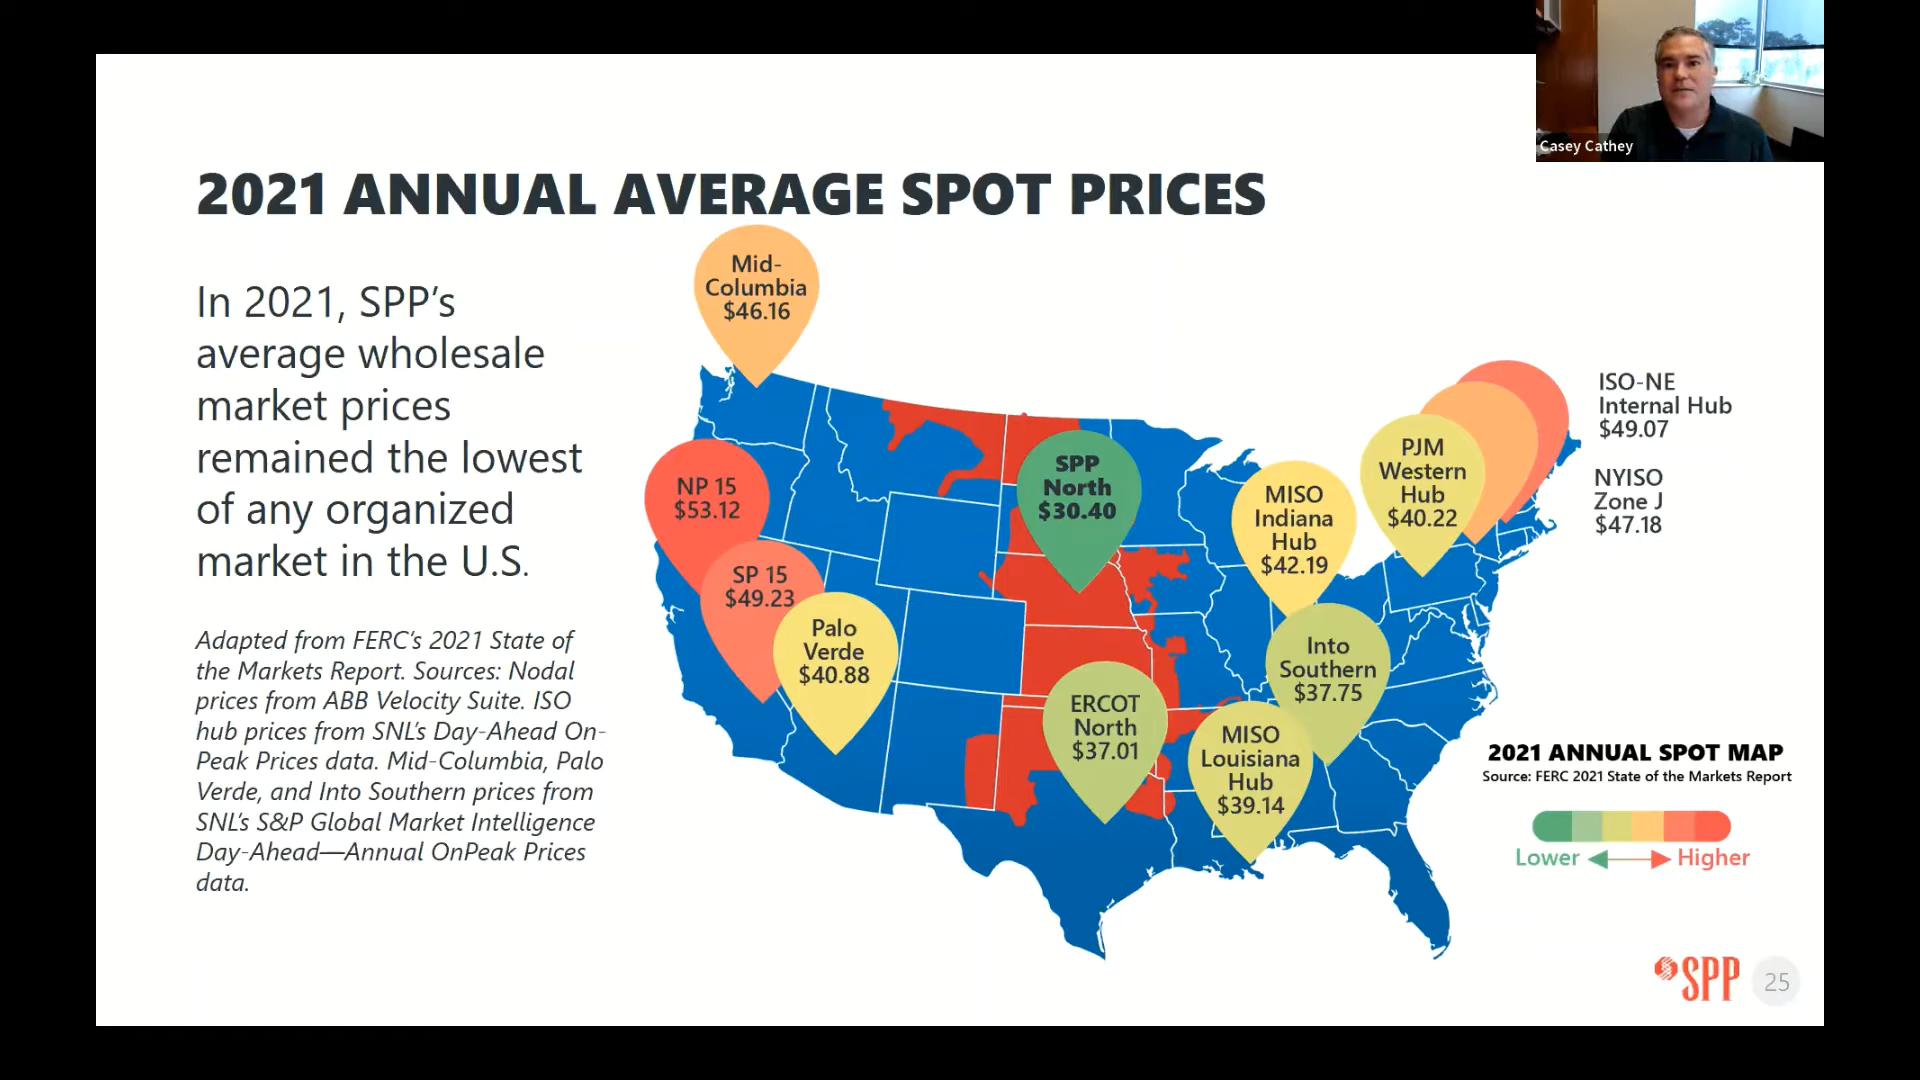 Casey Cathey
2021 ANNUAL AVERAGE SPOT PRICES
In 2021, SPP’s
average wholesale
market prices
remained the lowest
of any organized
market in the U.S.
Adapted from FERC’s 2021 State of
the Markets Report. Sources: Nodal
prices from ABB Velocity Suite. ISO
hub prices from SNL’s Day-Ahead On-
Peak Prices data. Mid-Columbia, Palo
Verde, and Into Southern prices from
SNL’s S&P Global Market Intelligence
Day-Ahead—Annual OnPeak Prices
data.
Mid-
Columbia
$46.16
NP 15
$53.12
SP 15
$49.23
Palo
Verde
$40.88
SPP
North
$30.40
ERCOT
North
$37.01
MISO
Indiana
Hub
$42.19
Into
Southern
$37.75
MISO
Louisiana
Hub
$39.14
PJM
Western
Hub
$40.22
ISO-NE
Internal Hub
$49.07
NYISO
Zone J
$47.18
2021 ANNUAL SPOT MAP
Source: FERC 2021 State of the Markets Report
Lower Higher
SPP 25